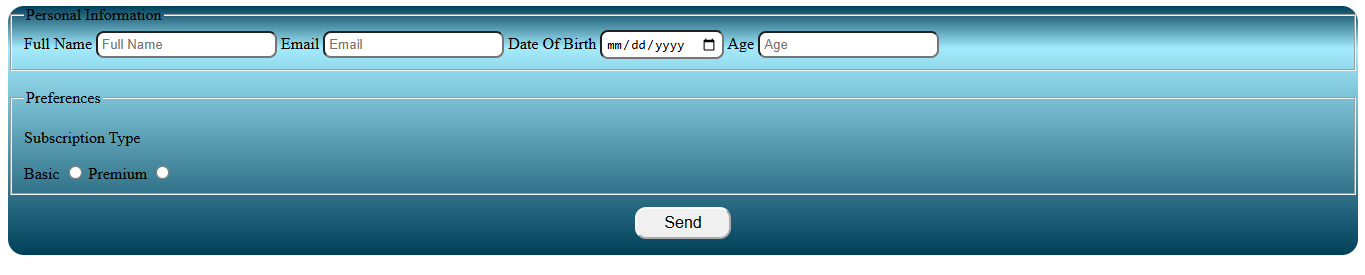 Personal Information
Full Name Full Name Email Email Date Of Birth mm/dd/yyyy Age Age
Preferences
Subscription Type
Basic Premium
Send